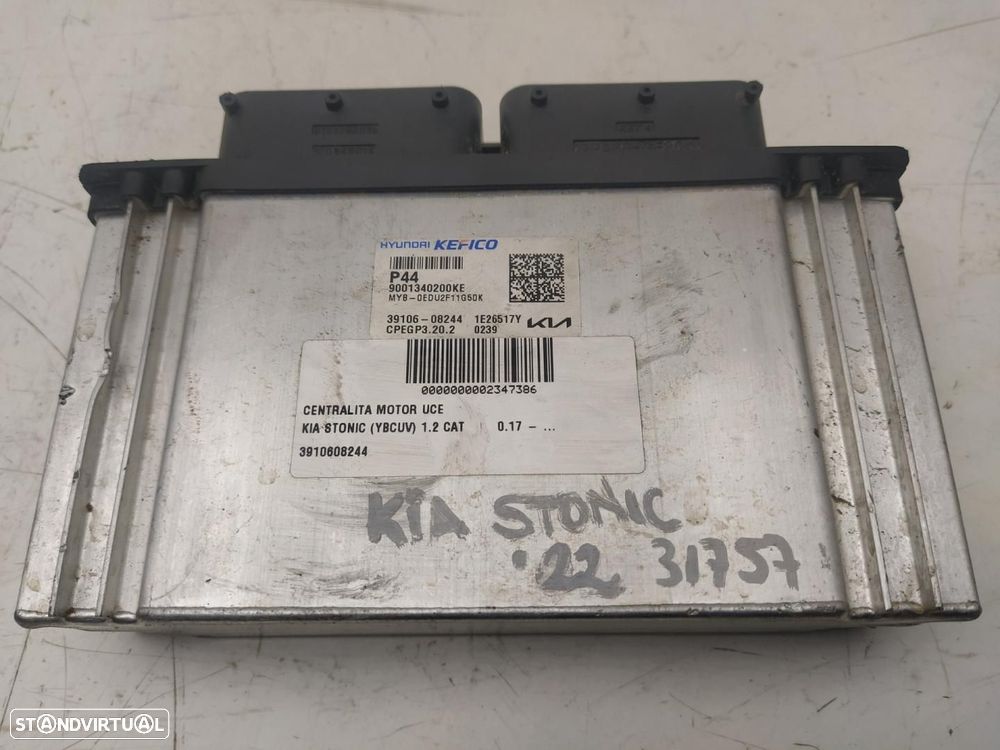 HYUNDAI KEFICO
P44
9001340200KE
MYB-0EDU2F11G50K
39106-08244 1E26517Y
CPEGP3.20.2 0239 KIA
0000000002347386
CENTRALITA MOTOR UCE
KIA STONIC (YBCUV) 1.2 CAT 0.17 - ...
3910608244
KIA STONIC
'22 31757
STANDVIRTUAL